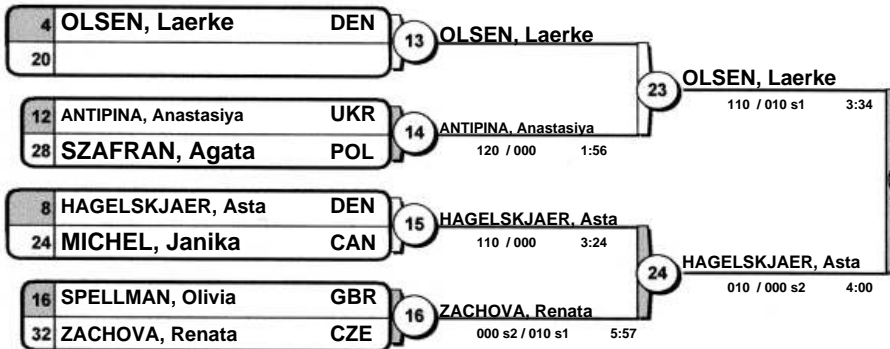 4 OLSEN, Laerke DEN
20
13
OLSEN, Laerke
12 ANTIPINA, Anastasiya UKR
28 SZAFRAN, Agata POL
14
ANTIPINA, Anastasiya
120 / 000 1:56
23
OLSEN, Laerke
110 / 010 s1 3:34
8 HAGELSKJAER, Asta DEN
24 MICHEL, Janika CAN
15
HAGELSKJAER, Asta
110 / 000 3:24
16 SPELLMAN, Olivia GBR
32 ZACHOVA, Renata CZE
16
ZACHOVA, Renata
000 s2 / 010 s1 5:57
24
HAGELSKJAER, Asta
010 / 000 s2 4:00